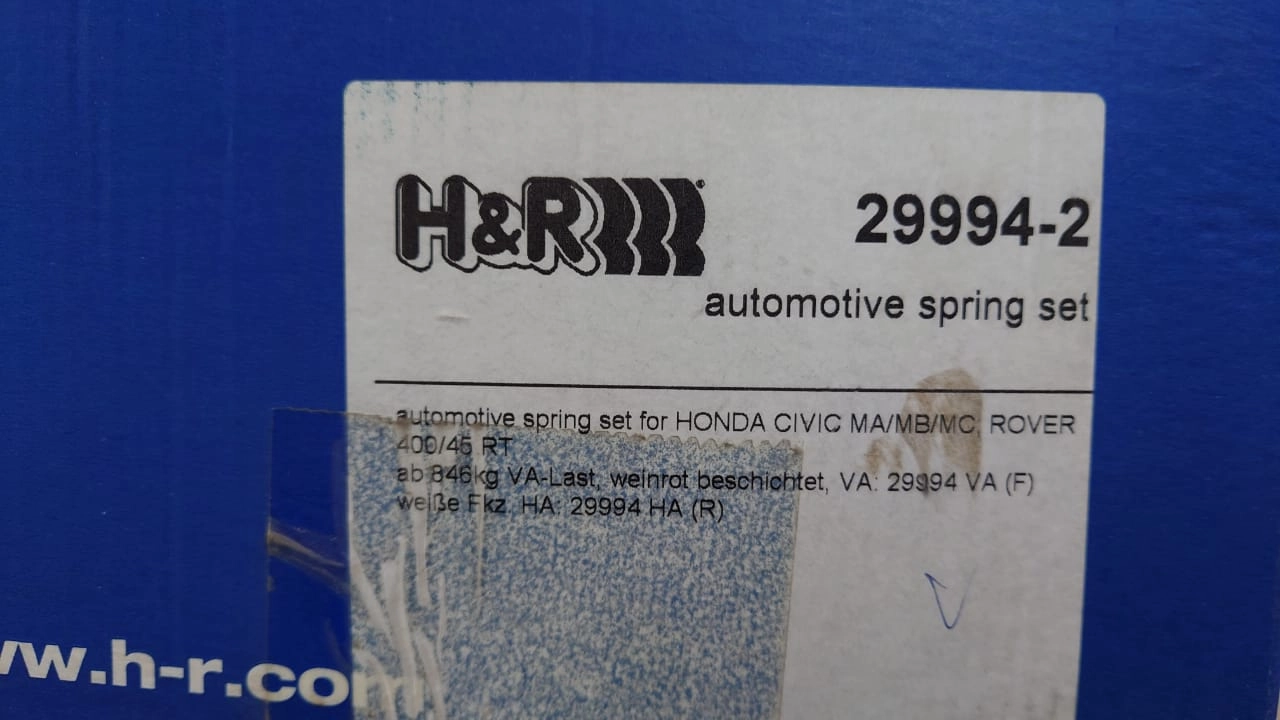 H&R
29994-2
automotive spring set
automotive spring set for HONDA CIVIC MA/MB/MC, ROVER
400/45 RT
ab 846kg VA-Last, weinrot beschichtet, VA: 29994 VA (F)
weiße Fkz. HA: 29994 HA (R)
w.h-r.com